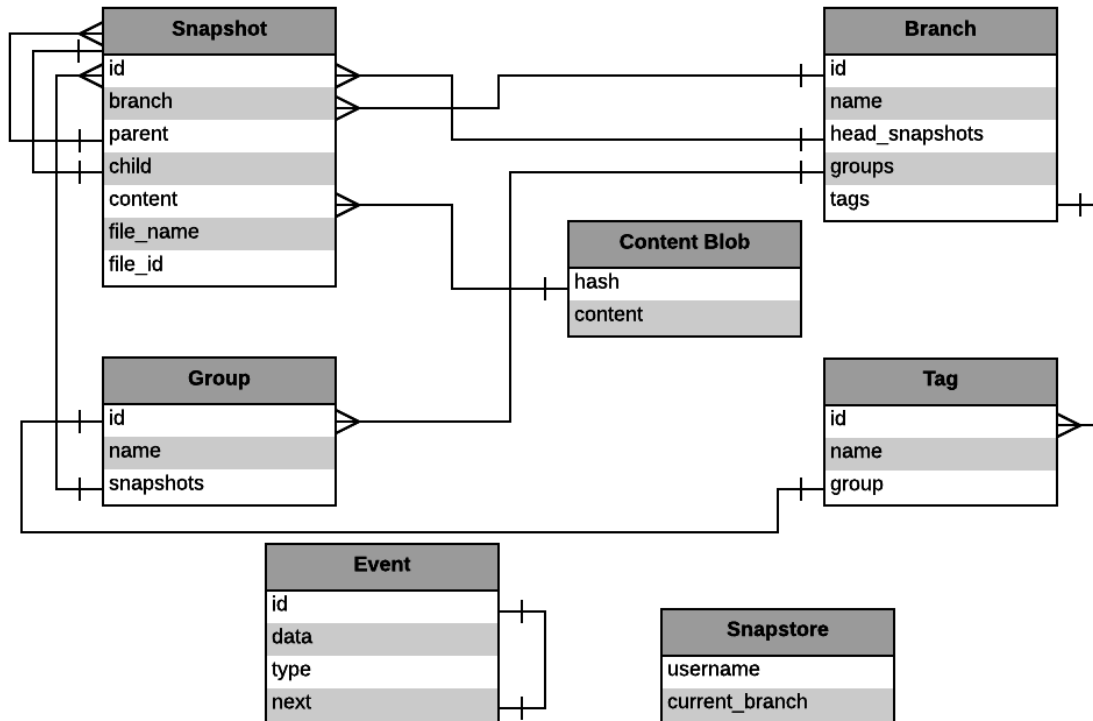 Snapshot
id
branch
parent
child
content
file_name
file_id
Branch
id
name
head_snapshots
groups
tags
Content Blob
hash
content
Group
id
name
snapshots
Tag
id
name
group
Event
id
data
type
next
Snapstore
username
current_branch